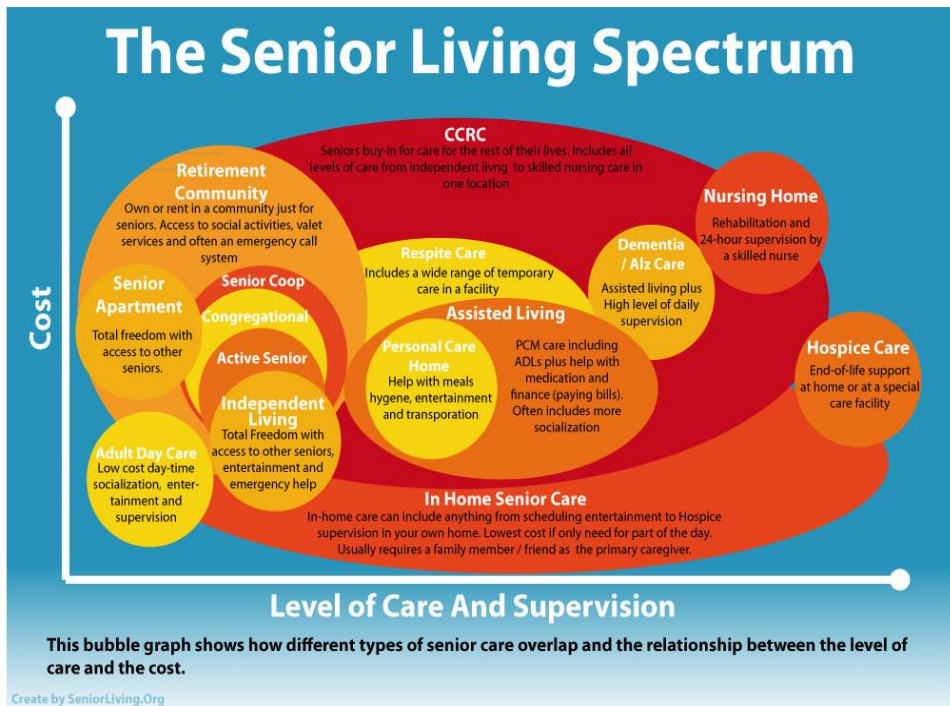 The Senior Living Spectrum
CCRC
Seniors buy-in for care for the rest of their lives. Includes all
levels of care from independent livng to skilled nursing care in
one location
Retirement
Community
Own or rent in a community just for
seniors. Access to social activities, valet
services and often an emergency call
system
Nursing Home
Rehabilitation and
24-hour supervision by
a skilled nurse
Respite Care
Includes a wide range of temporary
care in a facility
Dementia
/ Alz Care
Assisted living plus
High level of daily
supervision
Senior
Apartment
Total freedom with
access to other
seniors.
Senior Coop
Congregational
Active Senior
Independent
Living
Total Freedom with
access to other seniors,
entertainment and
emergency help
Assisted Living
PCM care including
ADLs plus help with
medication and
finance (paying bills).
Often includes more
socialization
Personal Care
Home
Help with meals
hygene, entertainment
and transporation
Hospice Care
End-of-life support
at home or at a special
care facility
Adult Day Care
Low cost day-time
socialization, enter-
tainment and
supervision
In Home Senior Care
In-home care can include anything from scheduling entertainment to Hospice
supervision in your own home. Lowest cost if only need for part of the day.
Usually requires a family member / friend as the primary caregiver.
Cost
Level of Care And Supervision
This bubble graph shows how different types of senior care overlap and the relationship between the level of
care and the cost.
Create by SeniorLiving.Org